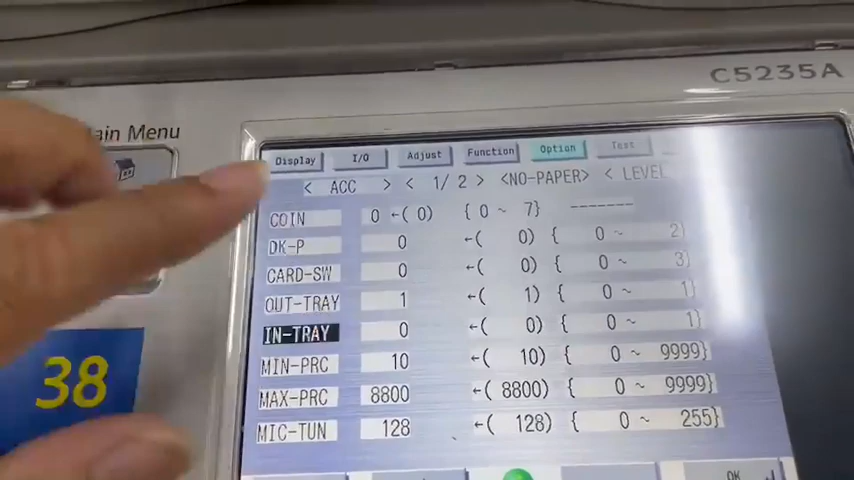 C5235A
ain Menu
Display I/O Adjust Function Option Test
< ACC > < 1/ 2 > <NO-PAPER> < LEVEL
COIN 0 ←( 0) { 0 ~ 7} -------
DK-P 0 ←( 0) { 0 ~ 2}
CARD-SW 0 ←( 0) { 0 ~ 3}
OUT-TRAY 1 ←( 1) { 0 ~ 1}
IN-TRAY 0 ←( 0) { 0 ~ 1}
MIN-PRC 10 ←( 10) { 0 ~ 9999}
MAX-PRC 8800 ←( 8800) { 0 ~ 9999}
MIC-TUN 128 ←( 128) { 0 ~ 255}
OK
38